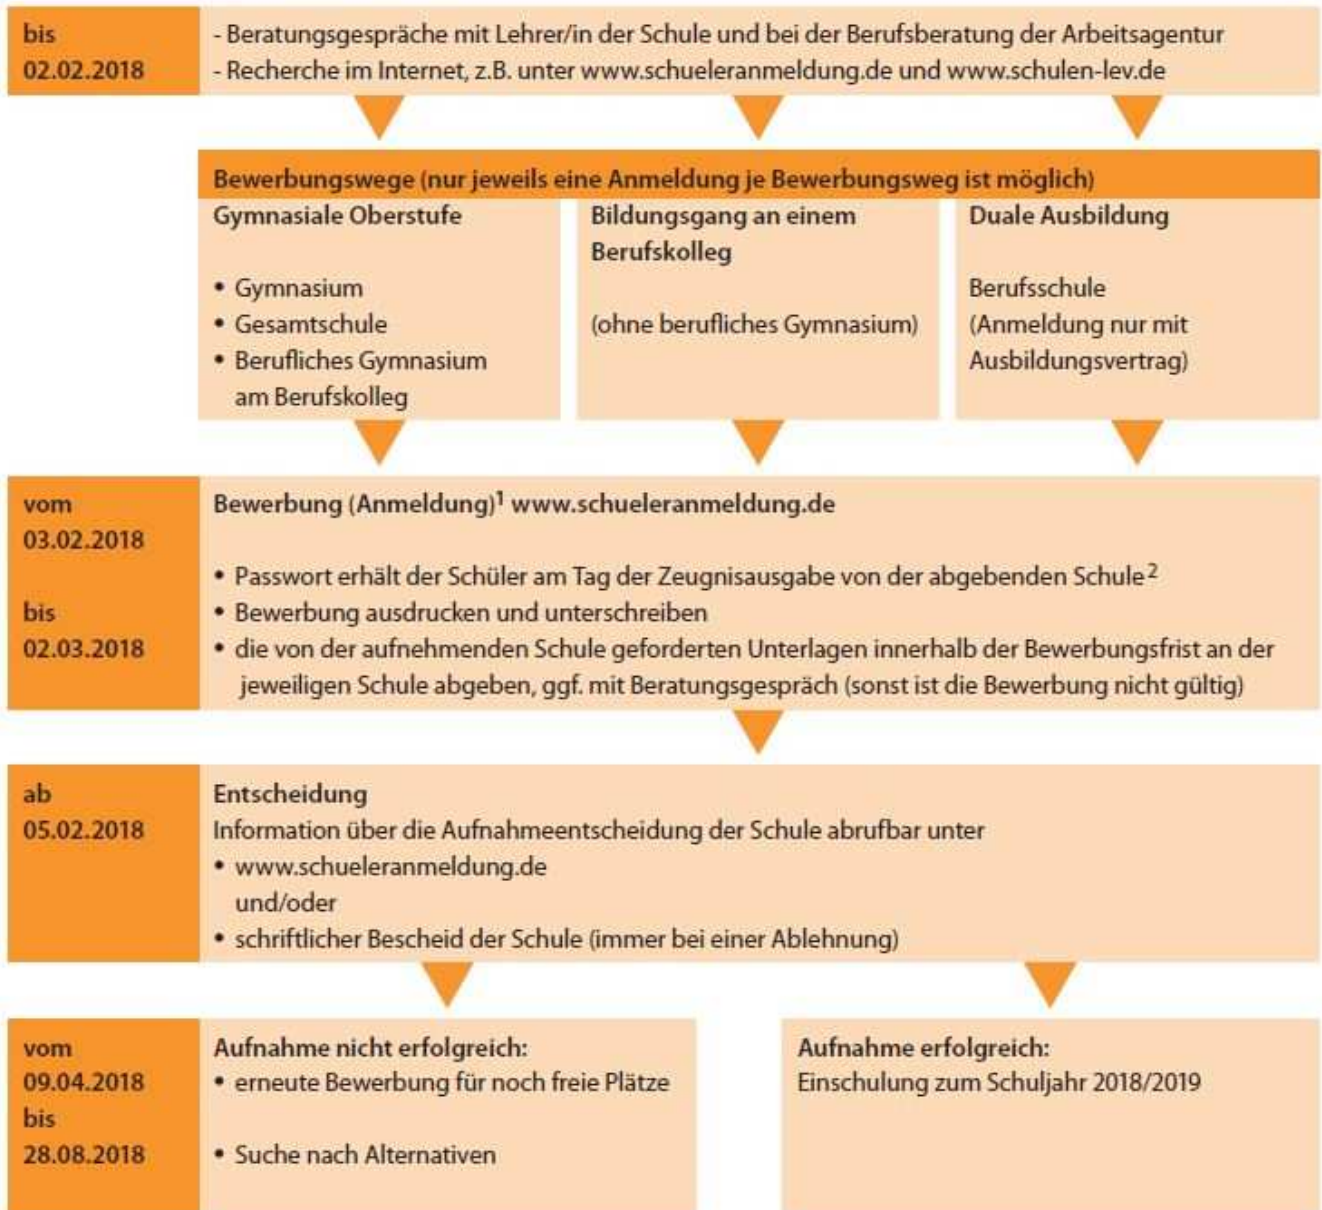 bis
02.02.2018
- Beratungsgespräche mit Lehrer/in der Schule und bei der Berufsberatung der Arbeitsagentur
- Recherche im Internet, z.B. unter www.schueleranmeldung.de und www.schulen-lev.de
Bewerbungswege (nur jeweils eine Anmeldung je Bewerbungsweg ist möglich)
Gymnasiale Oberstufe
• Gymnasium
• Gesamtschule
• Berufliches Gymnasium
am Berufskolleg
Bildungsgang an einem
Berufskolleg
(ohne berufliches Gymnasium)
Duale Ausbildung
Berufsschule
(Anmeldung nur mit
Ausbildungsvertrag)
vom
03.02.2018
bis
02.03.2018
Bewerbung (Anmeldung)¹ www.schueleranmeldung.de
• Passwort erhält der Schüler am Tag der Zeugnisausgabe von der abgebenden Schule²
• Bewerbung ausdrucken und unterschreiben
• die von der aufnehmenden Schule geforderten Unterlagen innerhalb der Bewerbungsfrist an der
jeweiligen Schule abgeben, ggf. mit Beratungsgespräch (sonst ist die Bewerbung nicht gültig)
ab
05.02.2018
Entscheidung
Information über die Aufnahmeentscheidung der Schule abrufbar unter
• www.schueleranmeldung.de
und/oder
• schriftlicher Bescheid der Schule (immer bei einer Ablehnung)
vom
09.04.2018
bis
28.08.2018
Aufnahme nicht erfolgreich:
• erneute Bewerbung für noch freie Plätze
• Suche nach Alternativen
Aufnahme erfolgreich:
Einschulung zum Schuljahr 2018/2019